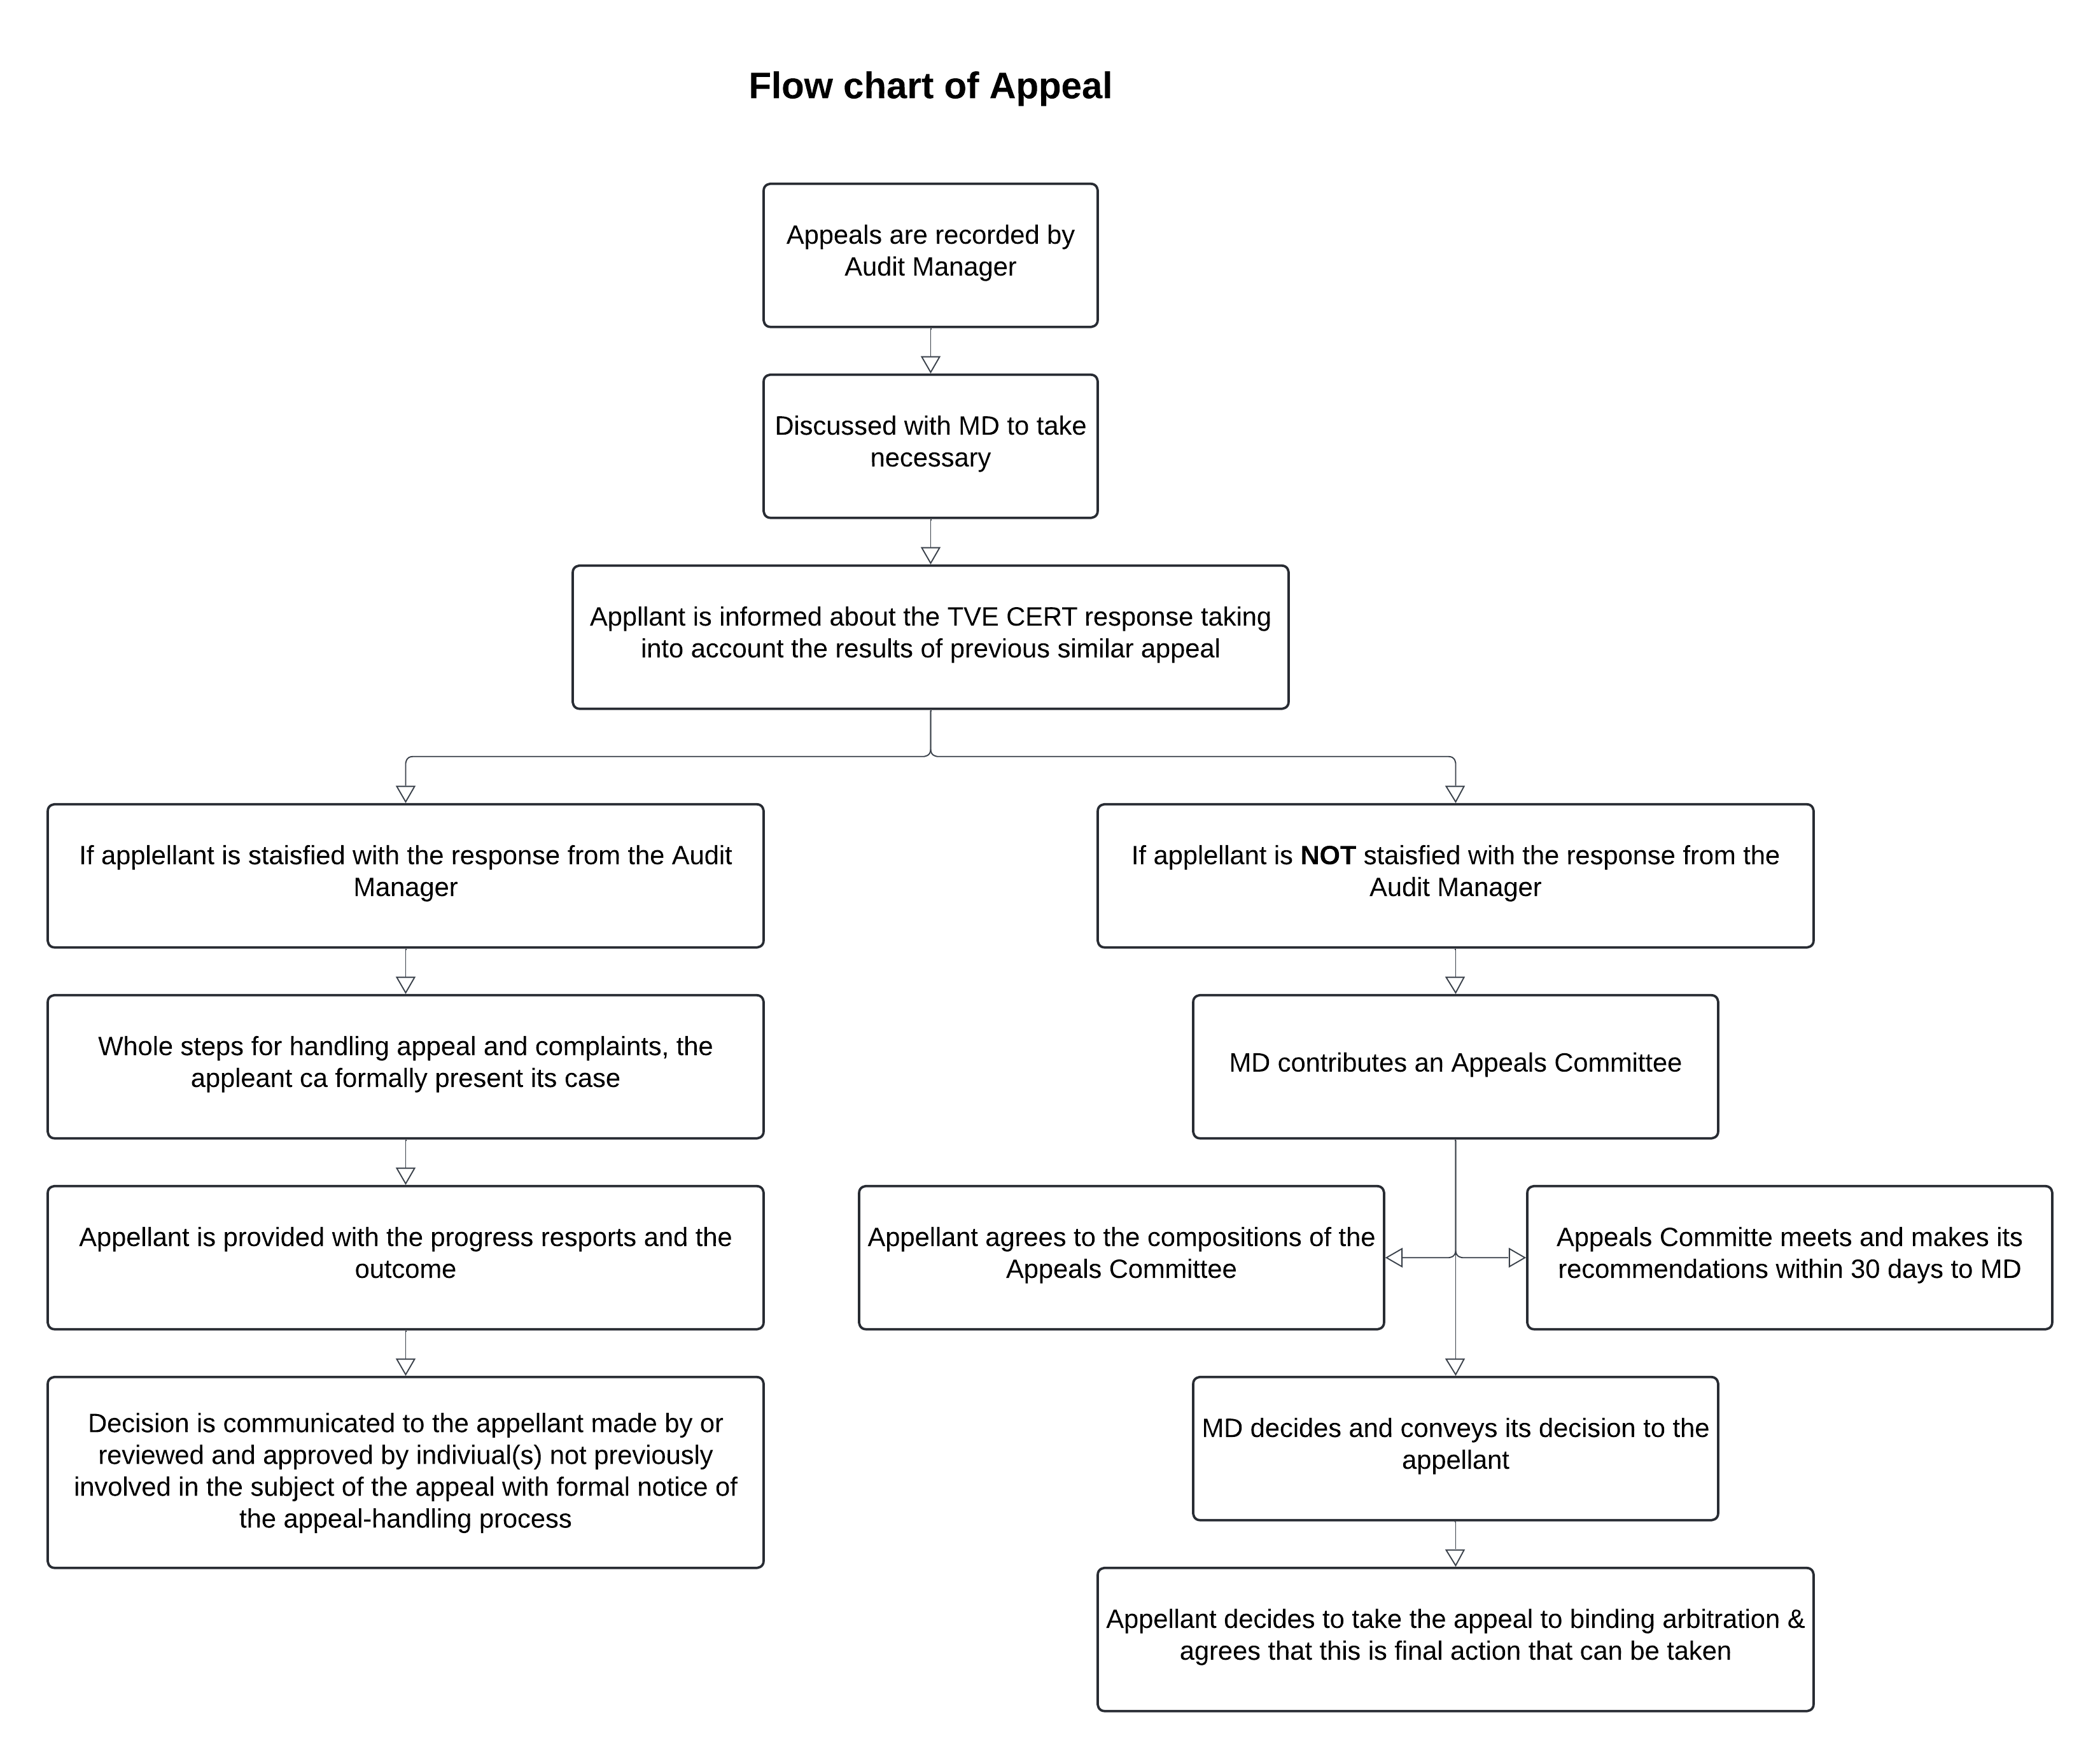 Flow chart of Appeal
Appeals are recorded by
Audit Manager
Discussed with MD to take
necessary
Appllant is informed about the TVE CERT response taking
into account the results of previous similar appeal
If applellant is staisfied with the response from the Audit
Manager
Whole steps for handling appeal and complaints, the
appleant ca formally present its case
Appellant is provided with the progress resports and the
outcome
Decision is communicated to the appellant made by or
reviewed and approved by indiviual(s) not previously
involved in the subject of the appeal with formal notice of
the appeal-handling process
If applellant is NOT staisfied with the response from the
Audit Manager
MD contributes an Appeals Committee
Appellant agrees to the compositions of the
Appeals Committee
Appeals Committe meets and makes its
recommendations within 30 days to MD
MD decides and conveys its decision to the
appellant
Appellant decides to take the appeal to binding arbitration &
agrees that this is final action that can be taken